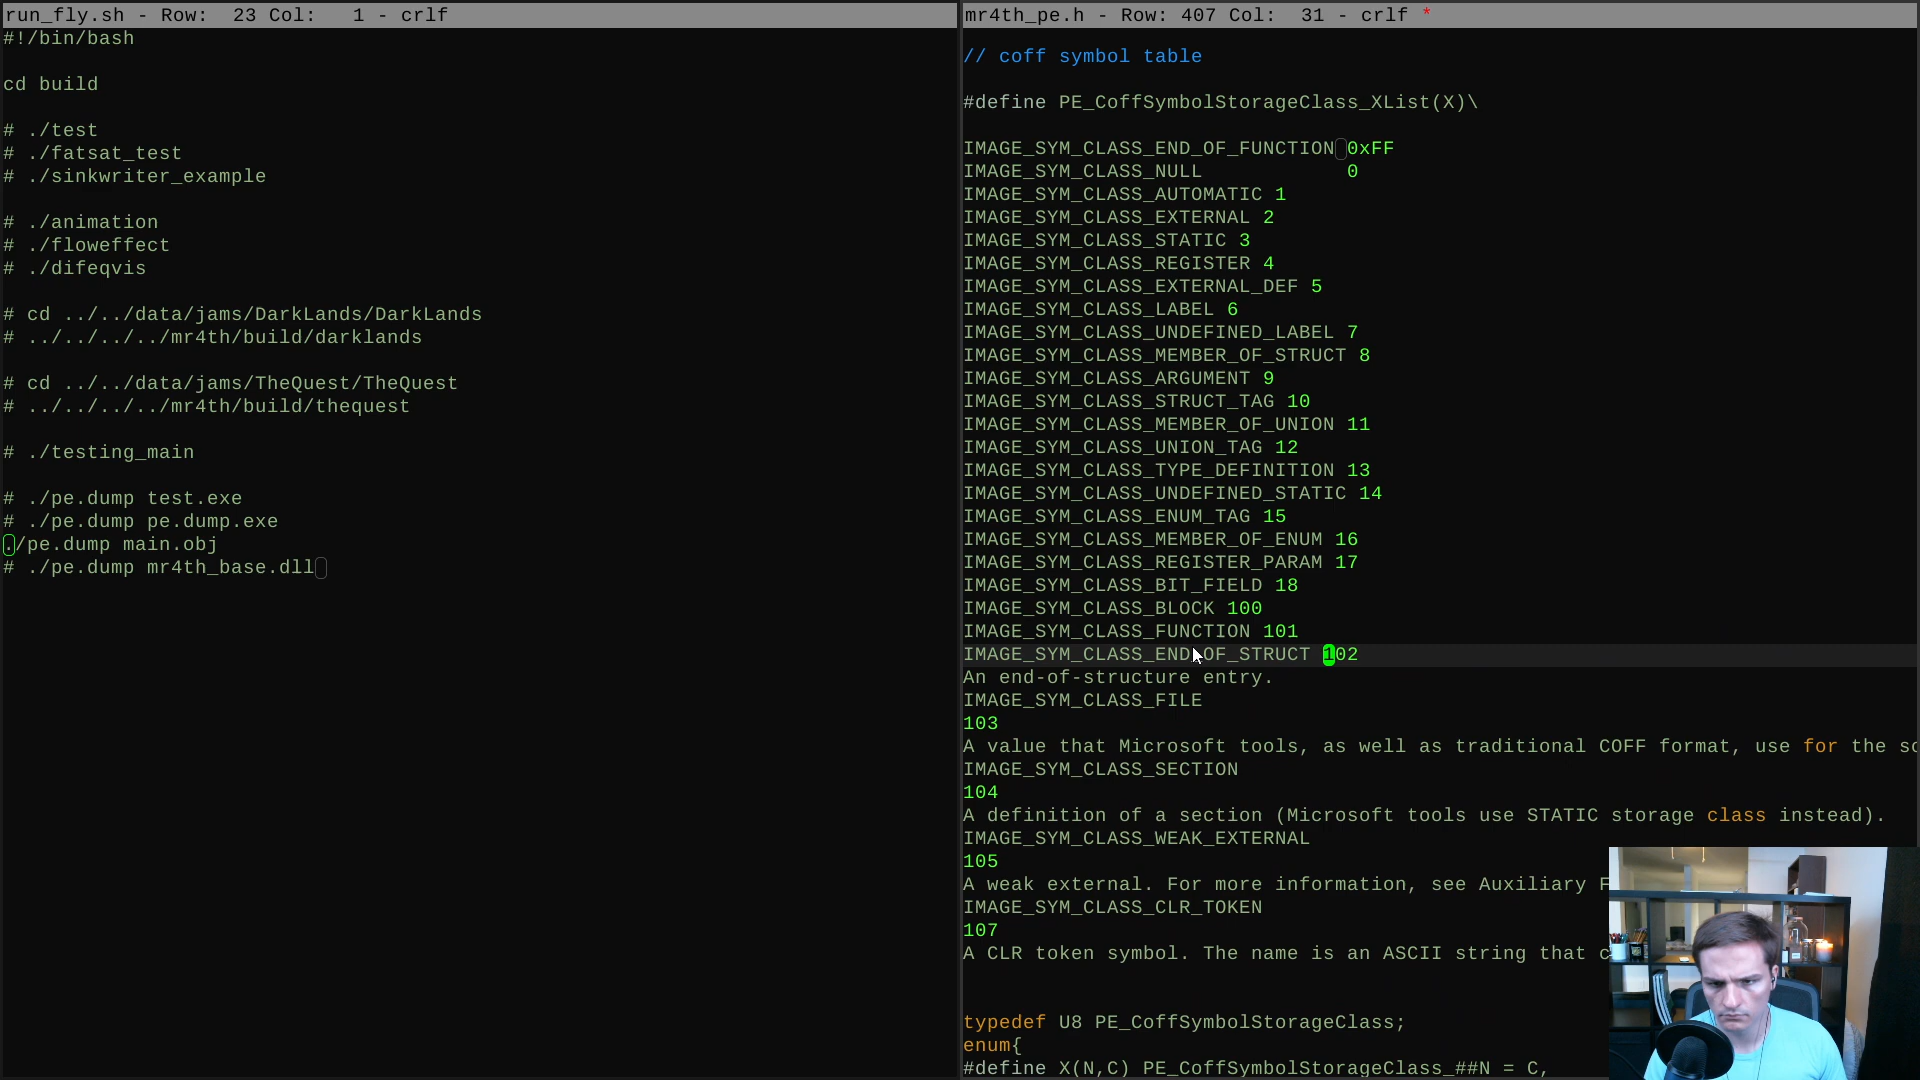 run_fly.sh - Row:  23 Col:   1 - crlf
#!/bin/bash
cd build
# ./test
# ./fatsat_test
# ./sinkwriter_example
# ./animation
# ./floweffect
# ./difeqvis
# cd ../../data/jams/DarkLands/DarkLands
# ../../../../mr4th/build/darklands
# cd ../../data/jams/TheQuest/TheQuest
# ../../../../mr4th/build/thequest
# ./testing_main
# ./pe.dump test.exe
# ./pe.dump pe.dump.exe
./pe.dump main.obj
# ./pe.dump mr4th_base.dll
mr4th_pe.h - Row: 407 Col:  31 - crlf *
// coff symbol table
#define PE_CoffSymbolStorageClass_XList(X)\
IMAGE_SYM_CLASS_END_OF_FUNCTION 0xFF
IMAGE_SYM_CLASS_NULL            0
IMAGE_SYM_CLASS_AUTOMATIC 1
IMAGE_SYM_CLASS_EXTERNAL 2
IMAGE_SYM_CLASS_STATIC 3
IMAGE_SYM_CLASS_REGISTER 4
IMAGE_SYM_CLASS_EXTERNAL_DEF 5
IMAGE_SYM_CLASS_LABEL 6
IMAGE_SYM_CLASS_UNDEFINED_LABEL 7
IMAGE_SYM_CLASS_MEMBER_OF_STRUCT 8
IMAGE_SYM_CLASS_ARGUMENT 9
IMAGE_SYM_CLASS_STRUCT_TAG 10
IMAGE_SYM_CLASS_MEMBER_OF_UNION 11
IMAGE_SYM_CLASS_UNION_TAG 12
IMAGE_SYM_CLASS_TYPE_DEFINITION 13
IMAGE_SYM_CLASS_UNDEFINED_STATIC 14
IMAGE_SYM_CLASS_ENUM_TAG 15
IMAGE_SYM_CLASS_MEMBER_OF_ENUM 16
IMAGE_SYM_CLASS_REGISTER_PARAM 17
IMAGE_SYM_CLASS_BIT_FIELD 18
IMAGE_SYM_CLASS_BLOCK 100
IMAGE_SYM_CLASS_FUNCTION 101
IMAGE_SYM_CLASS_END_OF_STRUCT 102
An end-of-structure entry.
IMAGE_SYM_CLASS_FILE
103
A value that Microsoft tools, as well as traditional COFF format, use for the
IMAGE_SYM_CLASS_SECTION
104
A definition of a section (Microsoft tools use STATIC storage class instead).
IMAGE_SYM_CLASS_WEAK_EXTERNAL
105
A weak external. For more information, see Auxiliary
IMAGE_SYM_CLASS_CLR_TOKEN
107
A CLR token symbol. The name is an ASCII string that
typedef U8 PE_CoffSymbolStorageClass;
enum{
#define X(N,C) PE_CoffSymbolStorageClass_##N = C,